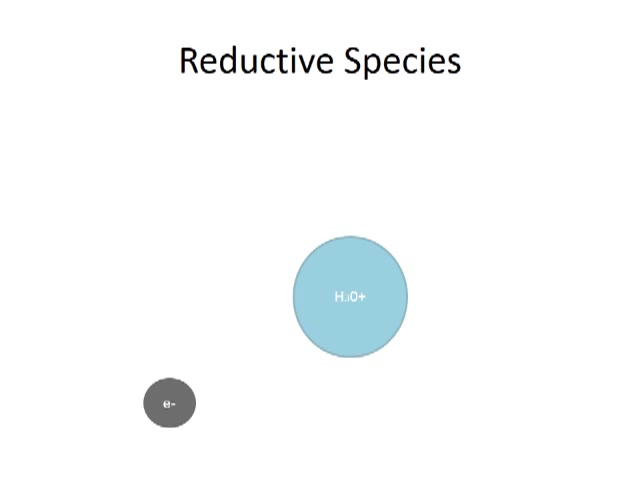 Reductive Species
H₃O+
e-